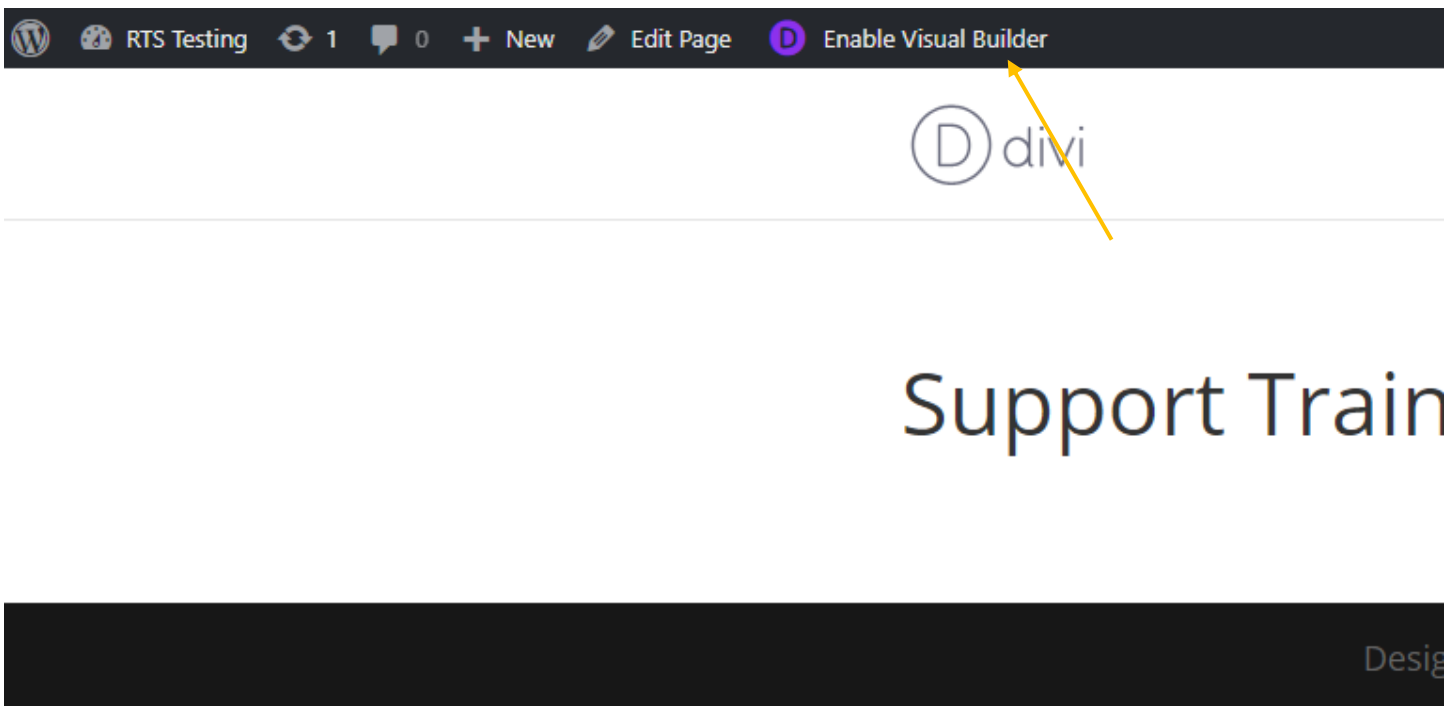 RTS Testing 1 0 New Edit Page D Enable Visual Builder
D divi
Support Train
Desig